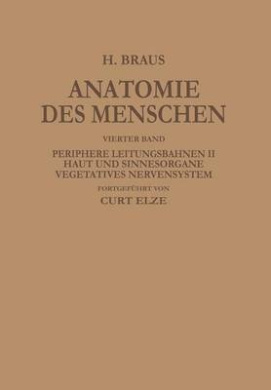 H. BRAUS
ANATOMIE
DES MENSCHEN
VIERTER BAND
PERIPHERE LEITUNGSBAHNEN II
HAUT UND SINNESORGANE
VEGETATIVES NERVENSYSTEM
FORTGEFÜHRT VON
CURT ELZE